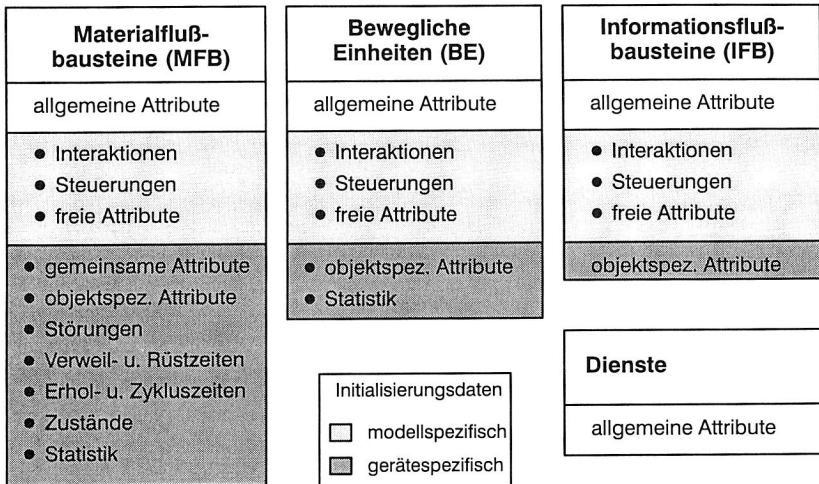 Materialfluß-
bausteine (MFB)
allgemeine Attribute
• Interaktionen
• Steuerungen
• freie Attribute
• gemeinsame Attribute
• objektspez. Attribute
• Störungen
• Verweil- u. Rüstzeiten
• Erhol- u. Zykluszeiten
• Zustände
• Statistik
Bewegliche
Einheiten (BE)
allgemeine Attribute
• Interaktionen
• Steuerungen
• freie Attribute
• objektspez. Attribute
• Statistik
Initialisierungsdaten
modellspezifisch
gerätespezifisch
Informationsfluß-
bausteine (IFB)
allgemeine Attribute
• Interaktionen
• Steuerungen
• freie Attribute
objektspez. Attribute
Dienste
allgemeine Attribute